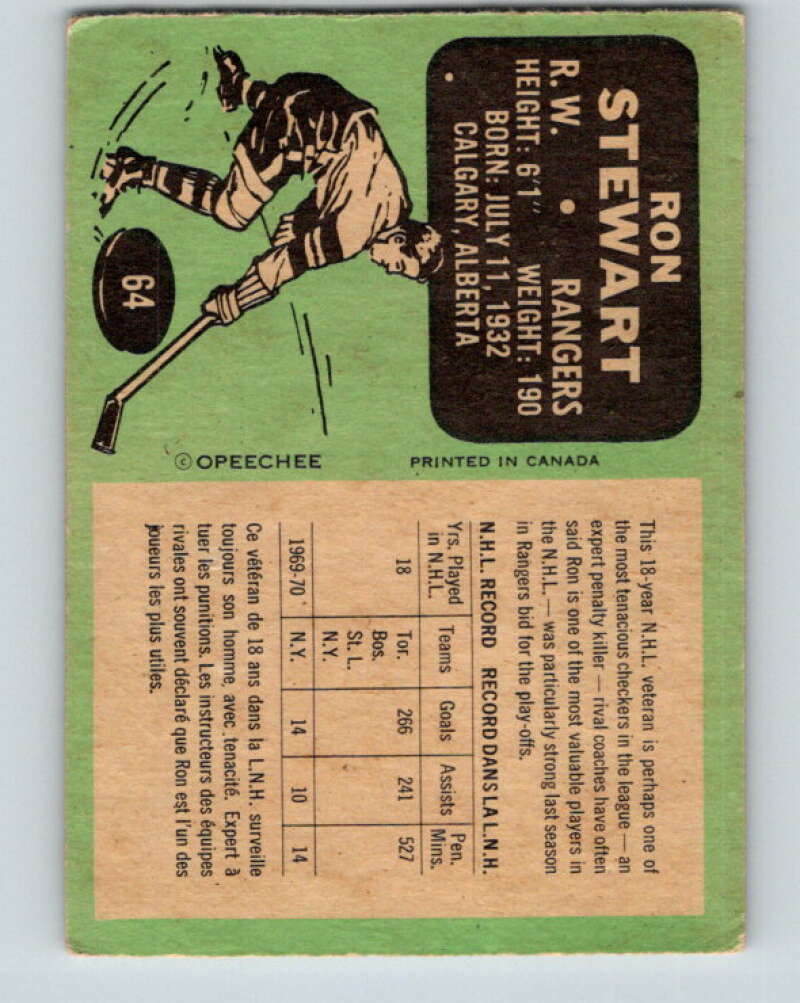 RON
STEWART
R.W. • RANGERS
HEIGHT: 6'1" WEIGHT: 190
BORN: JULY 11, 1932
CALGARY, ALBERTA
64
© OPEECHEE
PRINTED IN CANADA
This 18-year N.H.L. veteran is perhaps one of
the most tenacious checkers in the league — an
expert penalty killer — rival coaches have often
said Ron is one of the most valuable players in
the N.H.L. — was particularly strong last season
in Rangers bid for the play-offs.
N.H.L. RECORD RECORD DANS LA L.N.H.
Yrs. Played in N.H.L. Teams Goals Assists Pen. Mins.
18 Tor. 266 241 527
Bos.
St. L.
N.Y.
1969-70 N.Y. 14 10 14
Ce vétéran de 18 ans dans la L.N.H. surveille
toujours son homme, avec tenacité. Expert à
tuer les punitions. Les instructeurs des équipes
rivales ont souvent déclaré que Ron est l'un des
joueurs les plus utiles.